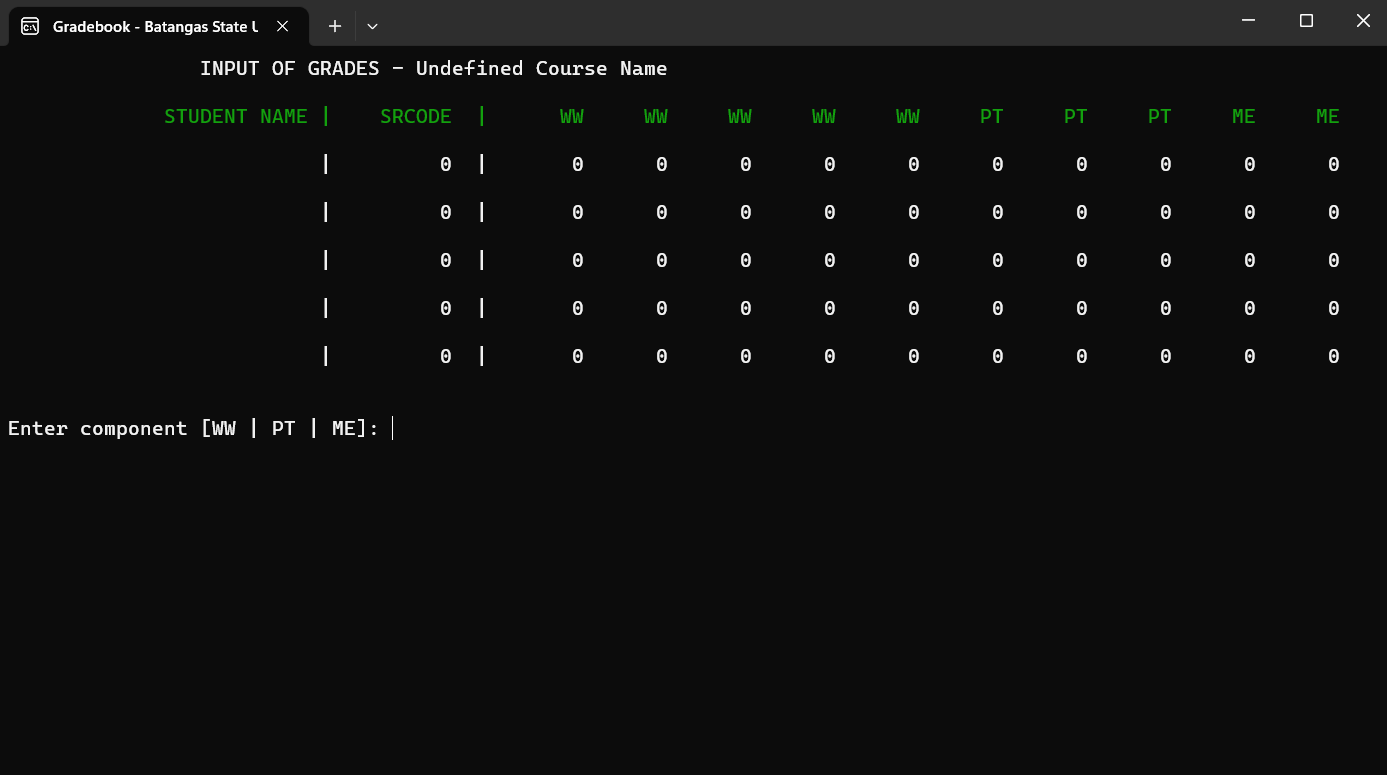 Gradebook - Batangas State U
INPUT OF GRADES - Undefined Course Name
STUDENT NAME | SRCODE | WW WW WW WW WW PT PT PT ME ME
| 0 | 0 0 0 0 0 0 0 0 0 0
| 0 | 0 0 0 0 0 0 0 0 0 0
| 0 | 0 0 0 0 0 0 0 0 0 0
| 0 | 0 0 0 0 0 0 0 0 0 0
| 0 | 0 0 0 0 0 0 0 0 0 0
Enter component [WW | PT | ME]: